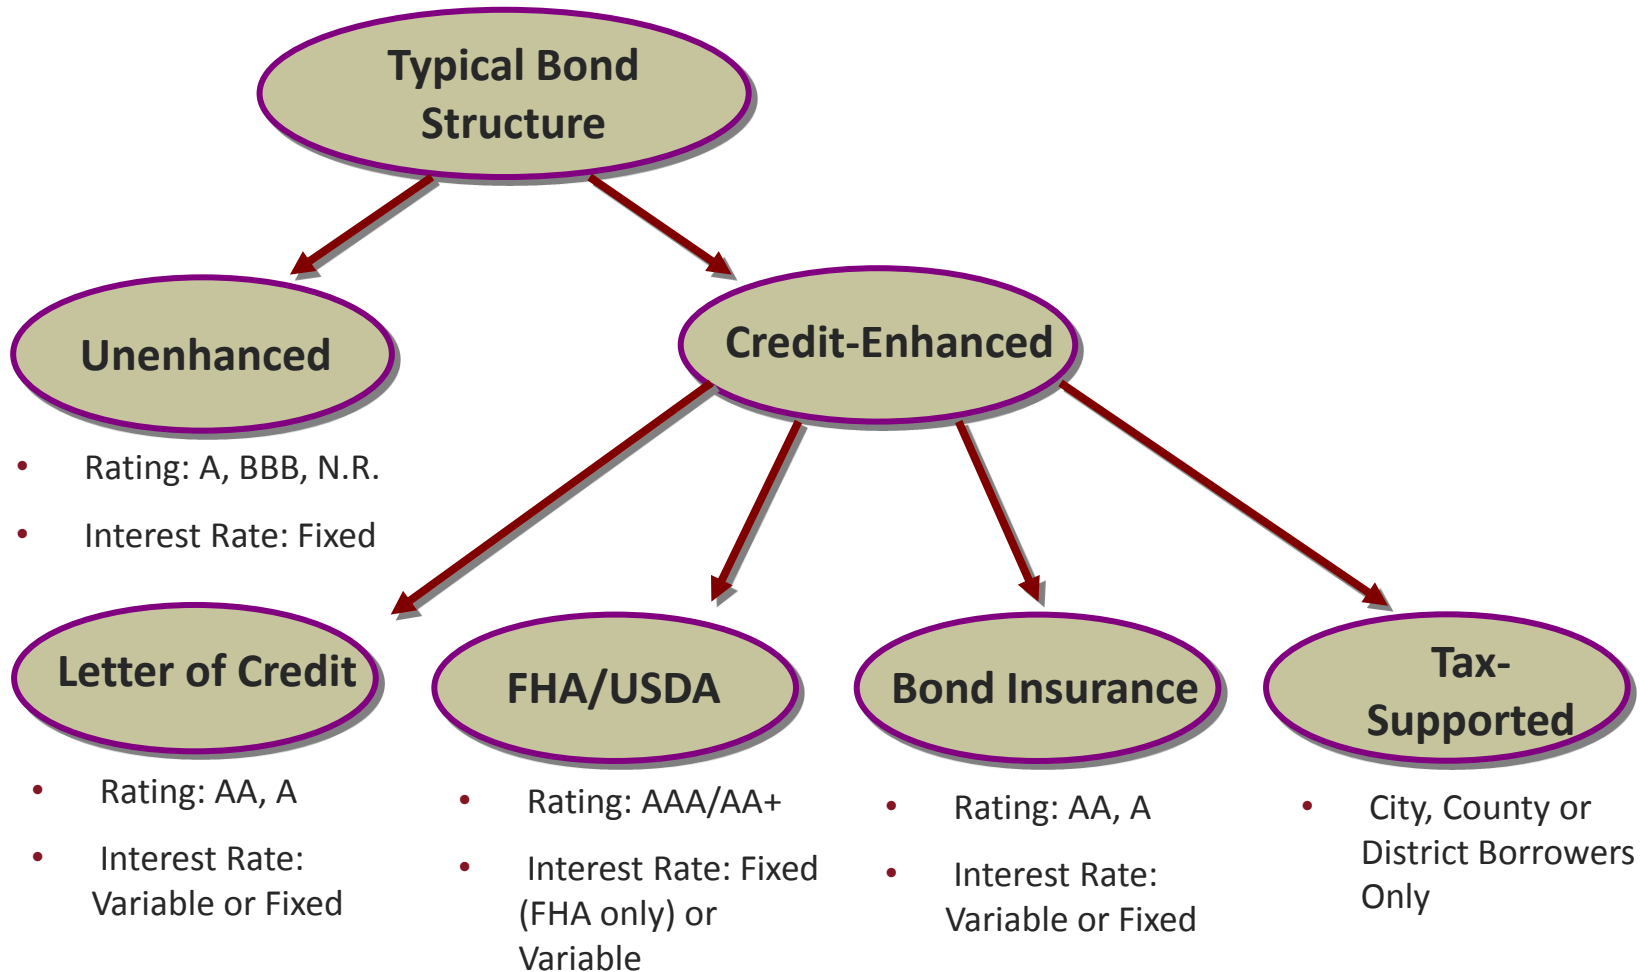 Typical Bond
Structure
Unenhanced
Credit-Enhanced
• Rating: A, BBB, N.R.
• Interest Rate: Fixed
Letter of Credit
FHA/USDA
Bond Insurance
Tax-
Supported
• Rating: AA, A
• Interest Rate:
Variable or Fixed
• Rating: AAA/AA+
• Interest Rate: Fixed
(FHA only) or
Variable
• Rating: AA, A
• Interest Rate:
Variable or Fixed
• City, County or
District Borrowers
Only